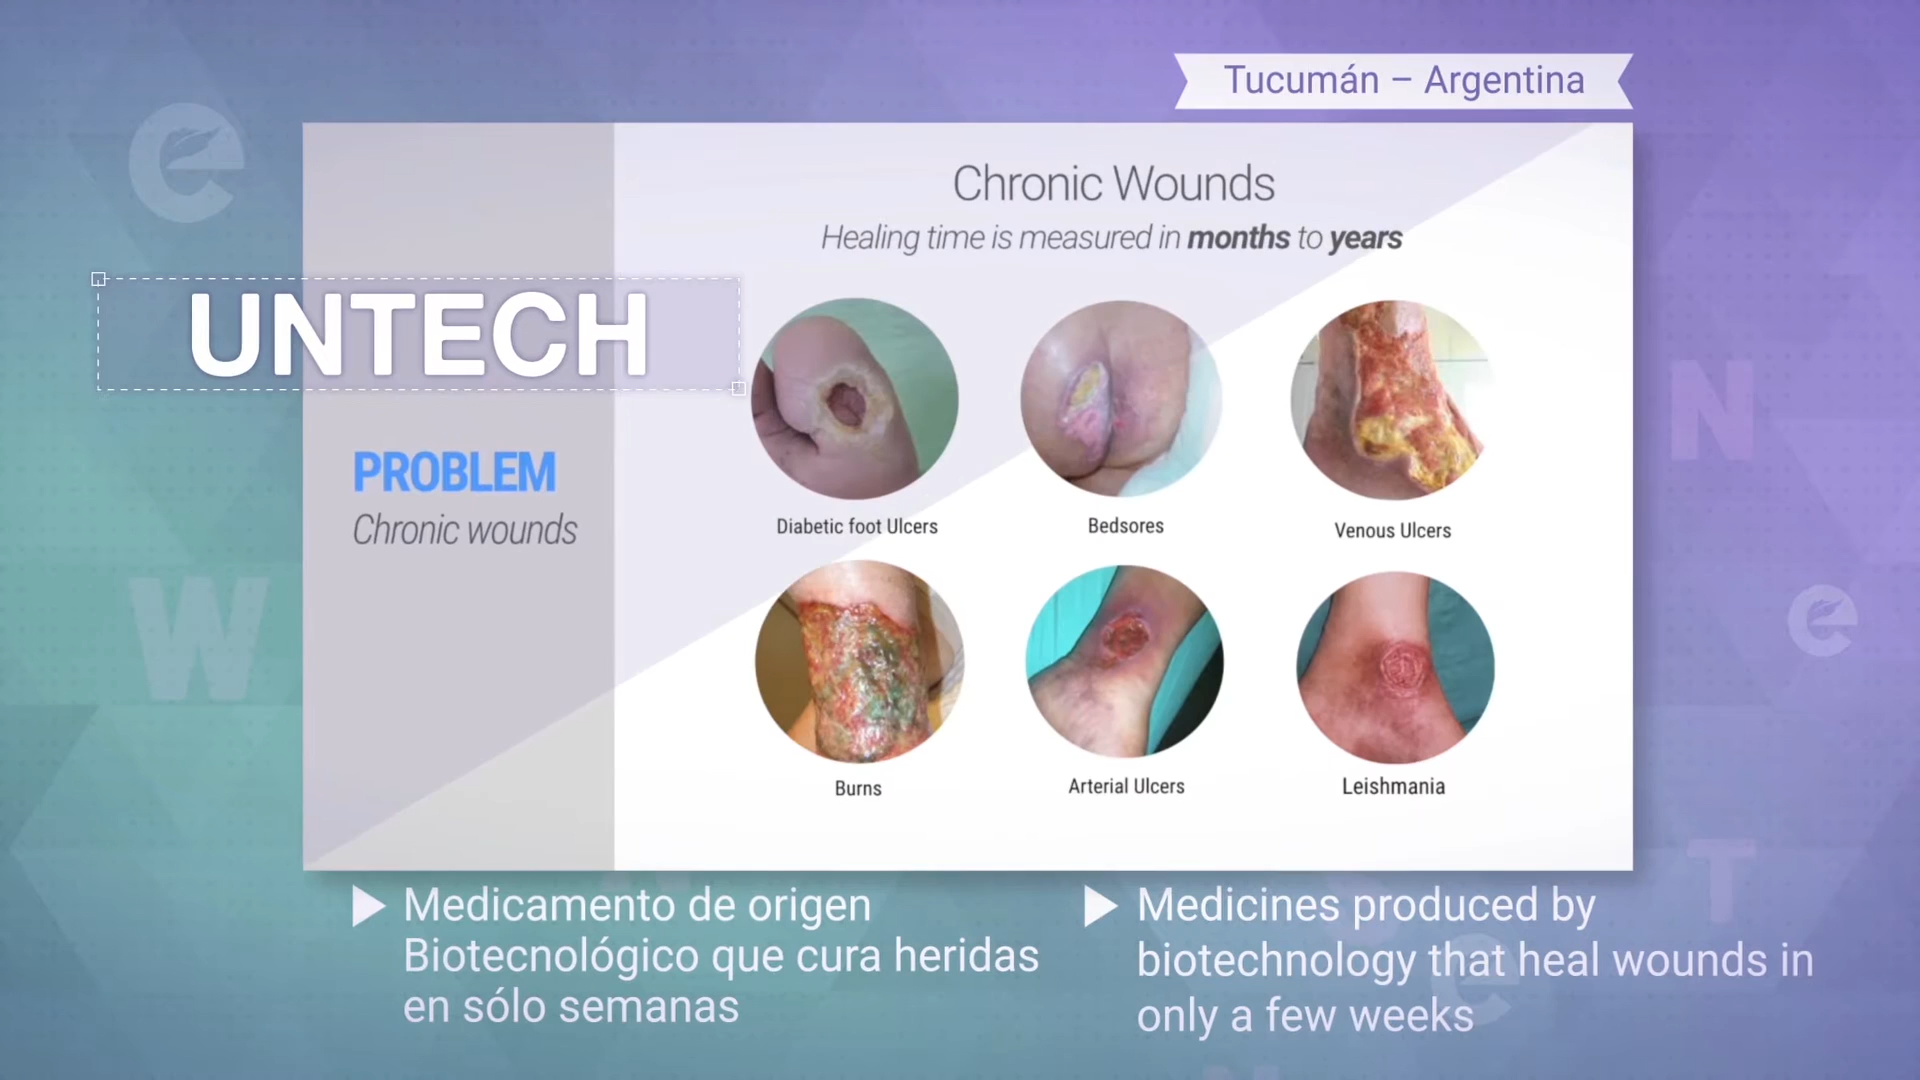 Tucumán – Argentina
Chronic Wounds
Healing time is measured in months to years
UNTECH
PROBLEM
Chronic wounds
Diabetic foot Ulcers
Bedsores
Venous Ulcers
Burns
Arterial Ulcers
Leishmania
Medicamento de origen
Biotecnológico que cura heridas
en sólo semanas
Medicines produced by
biotechnology that heal wounds in
only a few weeks
e
N
W
e
T
e
N